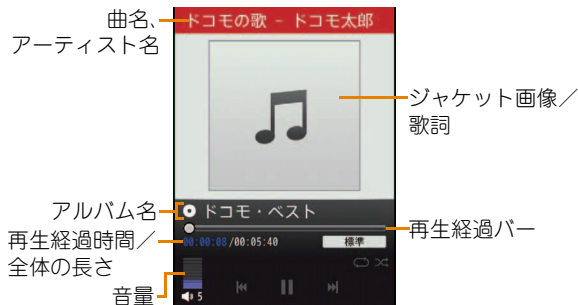 曲名、
アーティスト名
ドコモの歌 - ドコモ太郎
ジャケット画像／
歌詞
アルバム名
ドコモ・ベスト
再生経過バー
再生経過時間／
全体の長さ
00:00:08/00:05:40
標準
音量
5